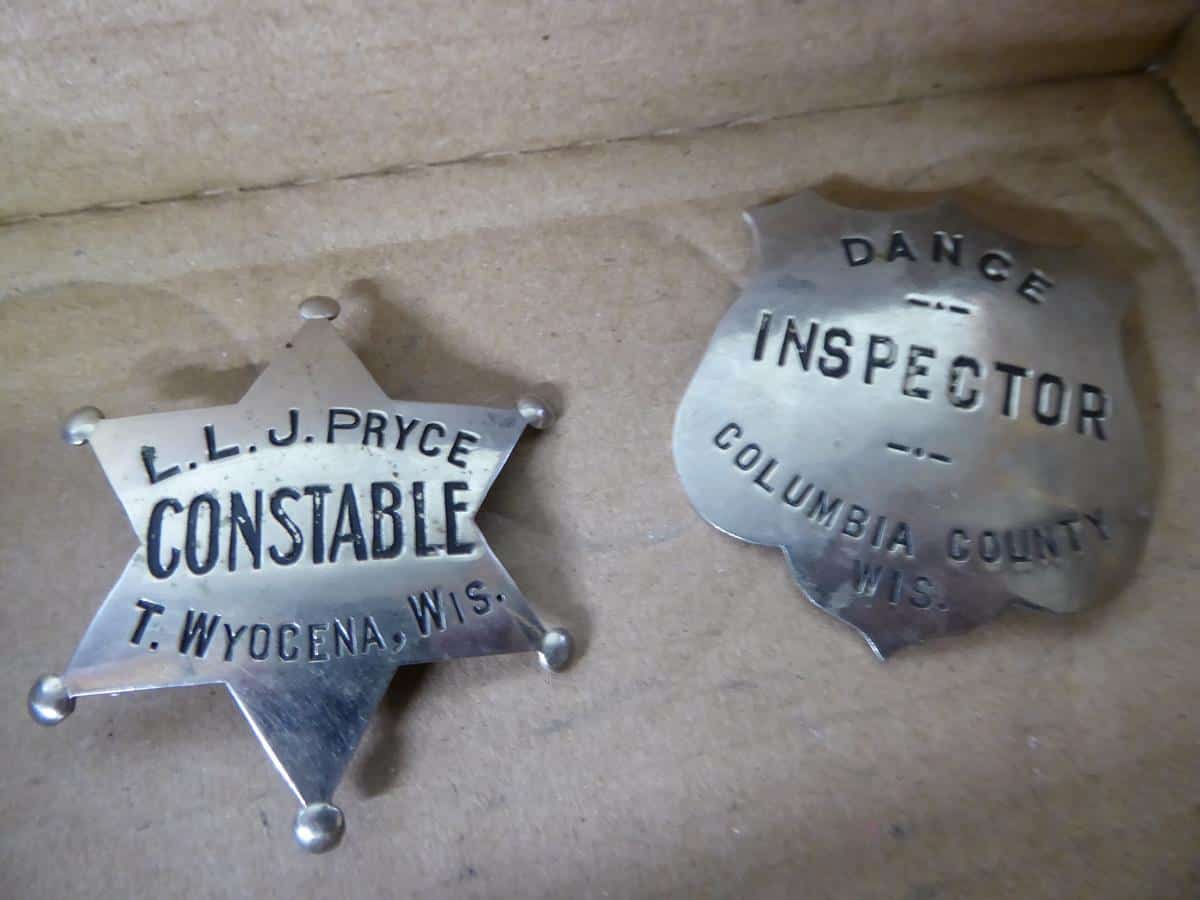 L. L. J. PRYCE
CONSTABLE
T. WYOCENA, WIS.
DANCE
INSPECTOR
COLUMBIA COUNTY
WIS.